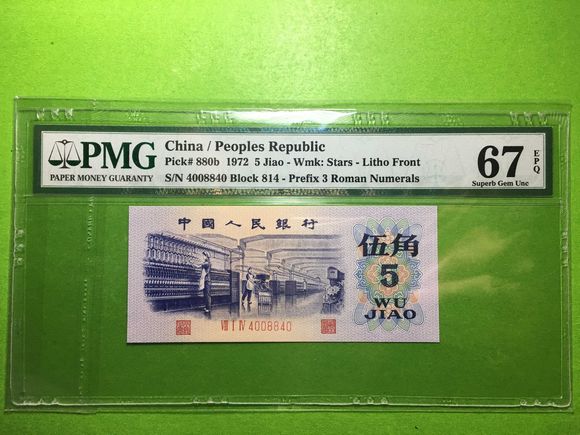 PMG
PAPER MONEY GUARANTY
China / Peoples Republic
Pick# 880b 1972 5 Jiao - Wmk: Stars - Litho Front
S/N 4008840 Block 814 - Prefix 3 Roman Numerals
67 EPQ
Superb Gem Unc
中國人民銀行
伍角
5
WU
JIAO
VIII I IV 4008840